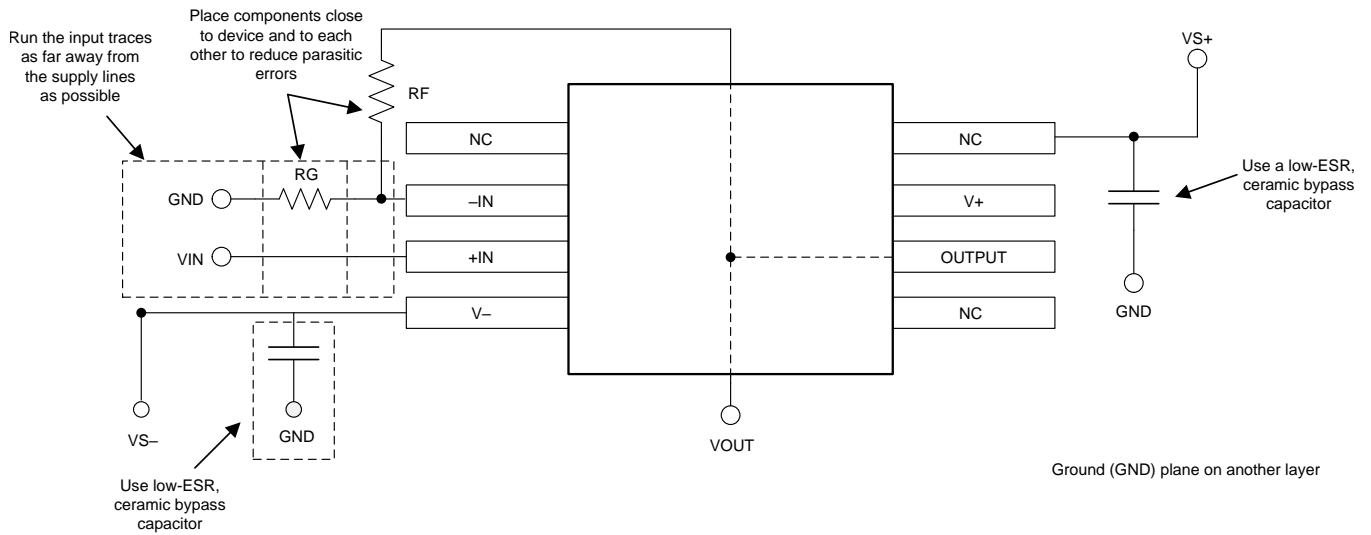 Place components close
to device and to each
other to reduce parasitic
errors
Run the input traces
as far away from
the supply lines
as possible
VS+
RF
NC
NC
Use a low-ESR,
ceramic bypass
capacitor
RG
GND
–IN
V+
VIN
+IN
OUTPUT
V–
NC
GND
VS–
GND
VOUT
Ground (GND) plane on another layer
Use low-ESR,
ceramic bypass
capacitor